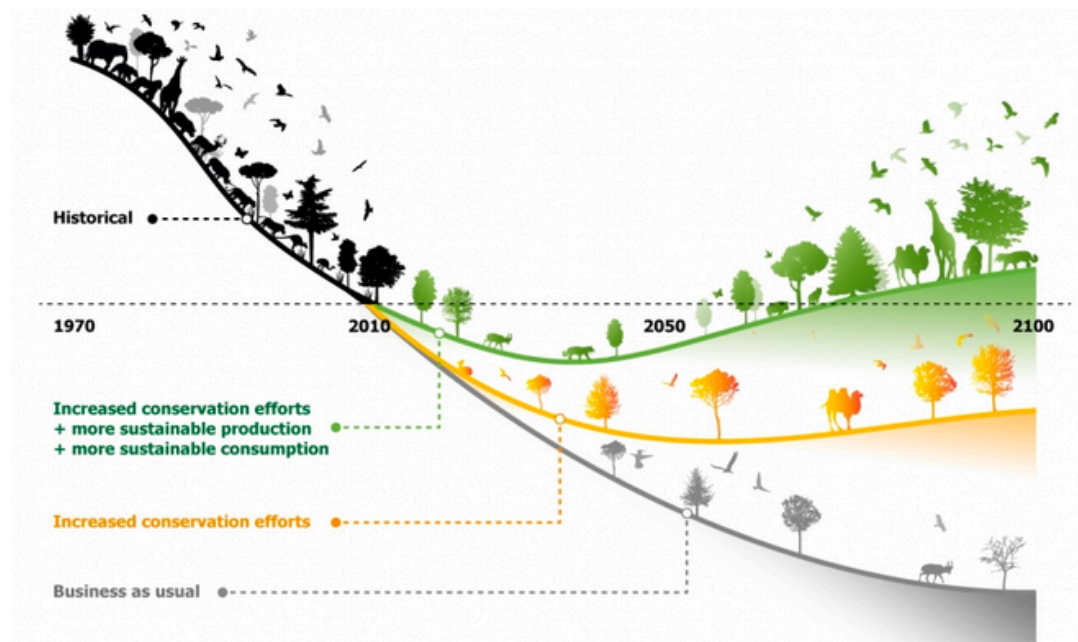 Historical
1970 2010 2050 2100
Increased conservation efforts
+ more sustainable production
+ more sustainable consumption
Increased conservation efforts
Business as usual